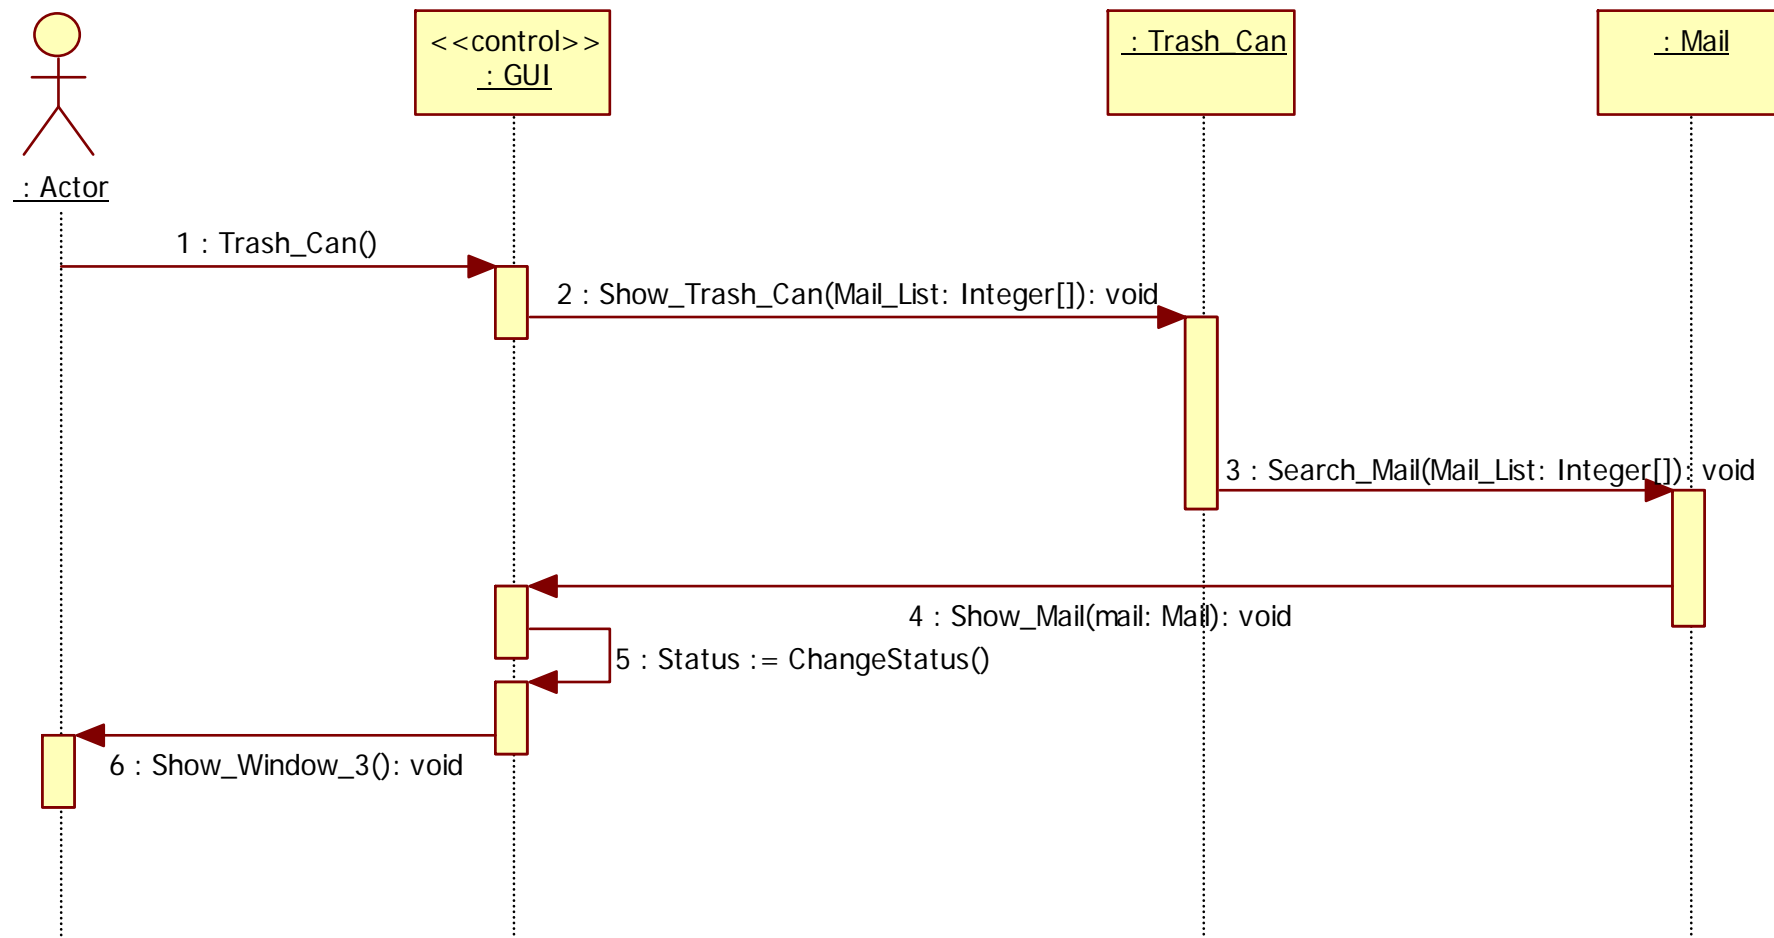 <<control>>
: GUI
: Trash_Can
: Mail
: Actor
1 : Trash_Can()
2 : Show_Trash_Can(Mail_List: Integer[]): void
3 : Search_Mail(Mail_List: Integer[]): void
4 : Show_Mail(mail: Mail): void
5 : Status := ChangeStatus()
6 : Show_Window_3(): void